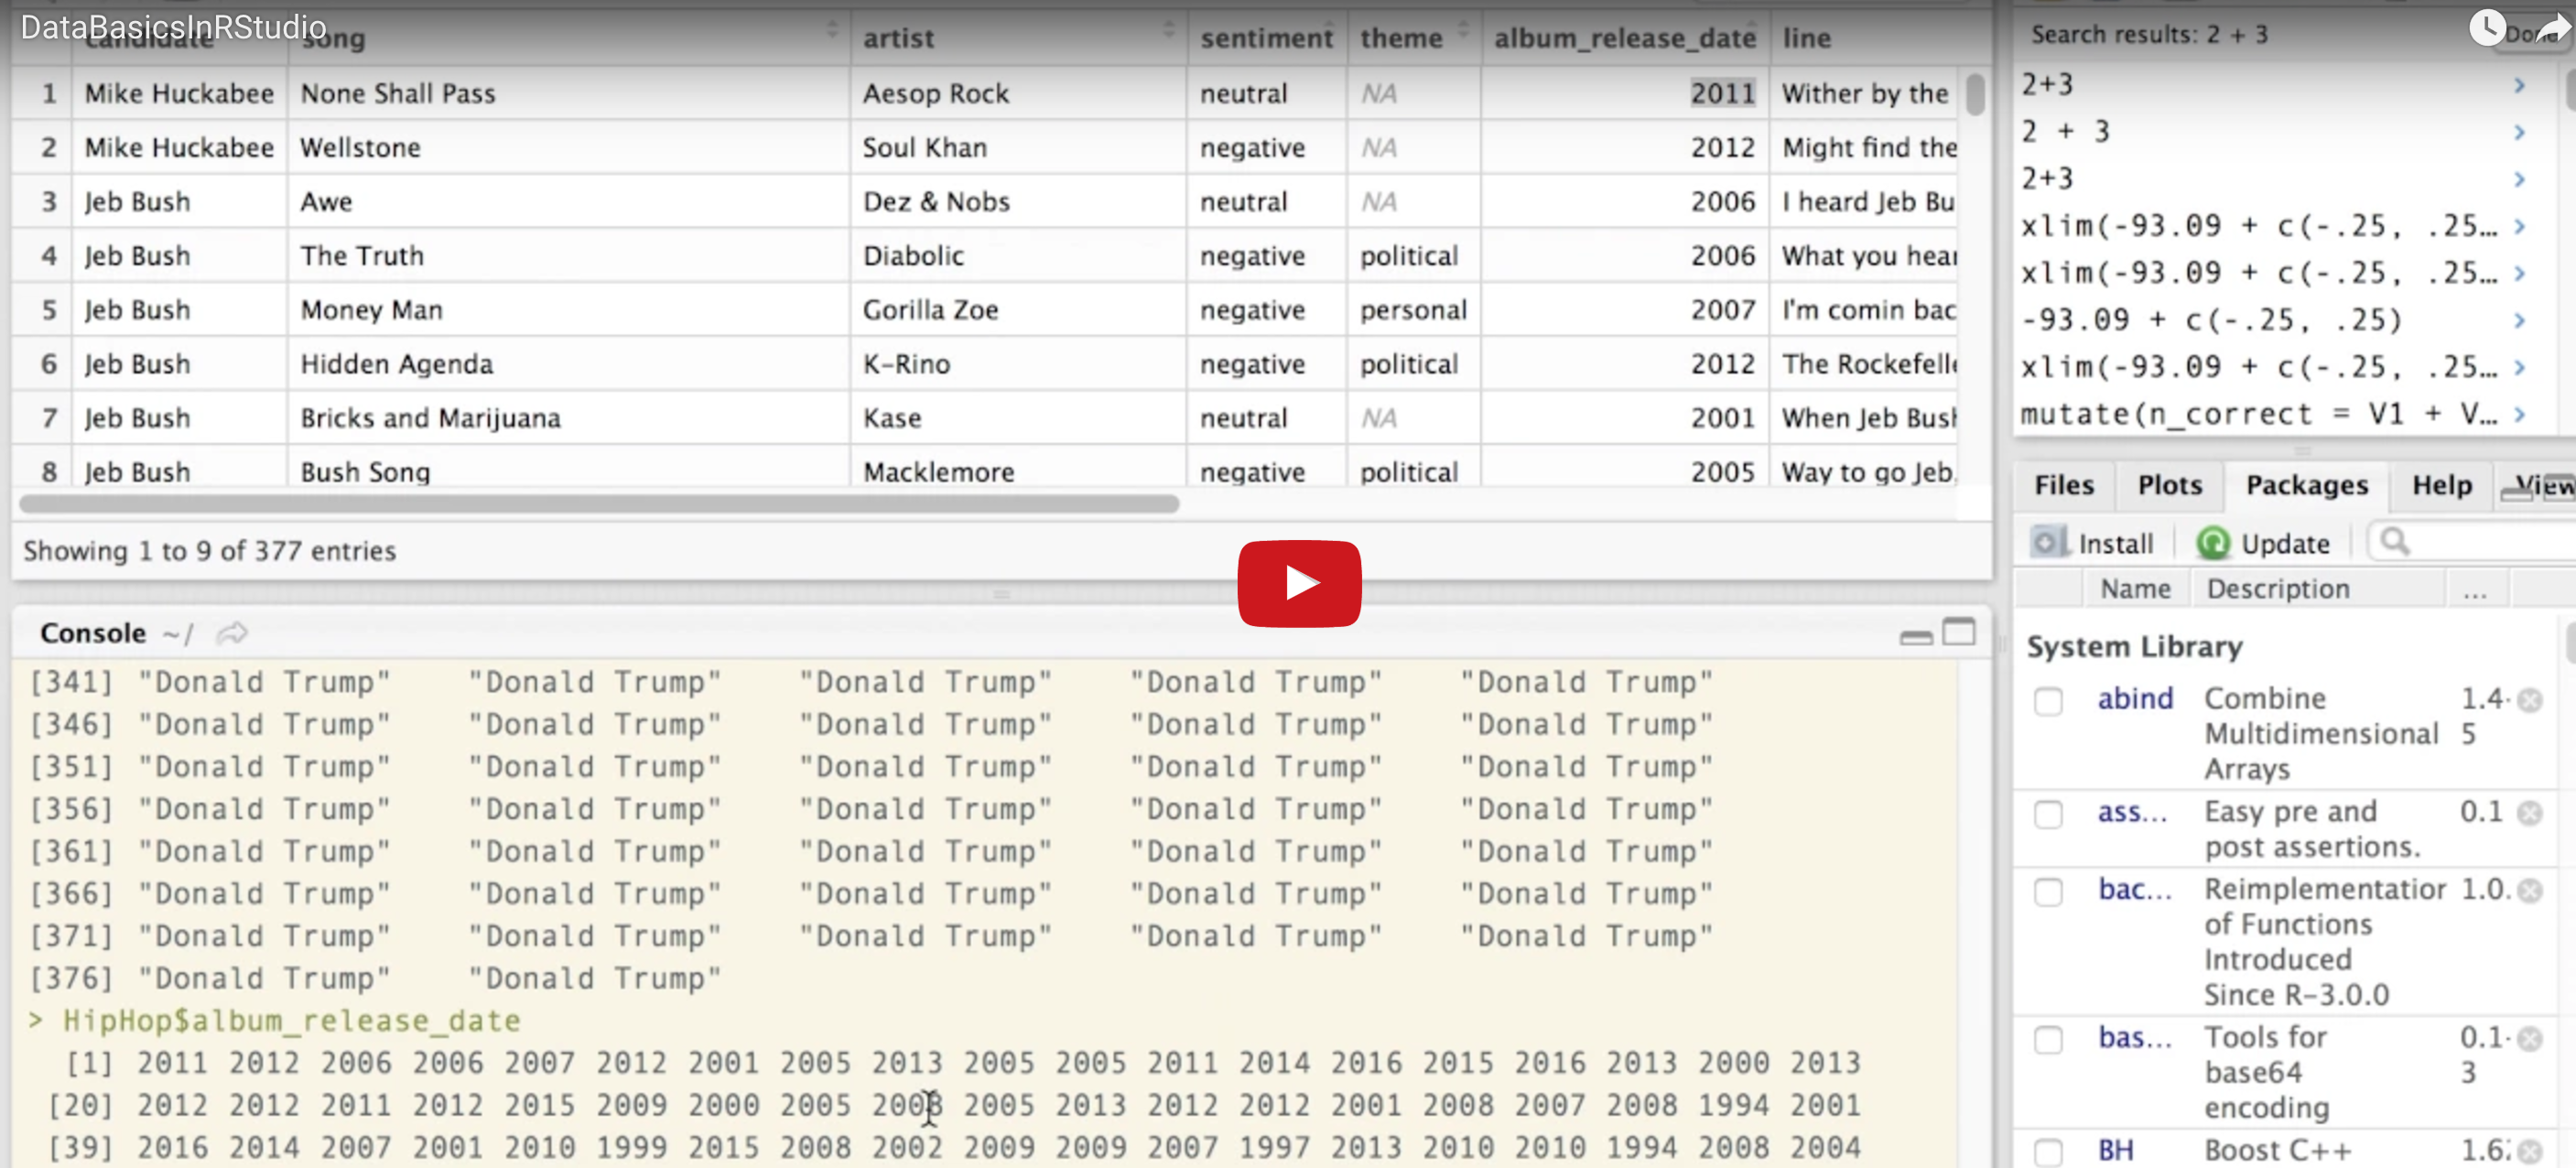 DataBasicsInRStudio
candidate song artist sentiment theme album_release_date line
1 Mike Huckabee None Shall Pass Aesop Rock neutral NA 2011 Wither by the
2 Mike Huckabee Wellstone Soul Khan negative NA 2012 Might find the
3 Jeb Bush Awe Dez & Nobs neutral NA 2006 I heard Jeb Bu
4 Jeb Bush The Truth Diabolic negative political 2006 What you hear
5 Jeb Bush Money Man Gorilla Zoe negative personal 2007 I'm comin bac
6 Jeb Bush Hidden Agenda K-Rino negative political 2012 The Rockefelle
7 Jeb Bush Bricks and Marijuana Kase neutral NA 2001 When Jeb Bush
8 Jeb Bush Bush Song Macklemore negative political 2005 Way to go Jeb,
Showing 1 to 9 of 377 entries
Console ~/
[341] "Donald Trump" "Donald Trump" "Donald Trump" "Donald Trump" "Donald Trump"
[346] "Donald Trump" "Donald Trump" "Donald Trump" "Donald Trump" "Donald Trump"
[351] "Donald Trump" "Donald Trump" "Donald Trump" "Donald Trump" "Donald Trump"
[356] "Donald Trump" "Donald Trump" "Donald Trump" "Donald Trump" "Donald Trump"
[361] "Donald Trump" "Donald Trump" "Donald Trump" "Donald Trump" "Donald Trump"
[366] "Donald Trump" "Donald Trump" "Donald Trump" "Donald Trump" "Donald Trump"
[371] "Donald Trump" "Donald Trump" "Donald Trump" "Donald Trump" "Donald Trump"
[376] "Donald Trump" "Donald Trump"
> HipHop$album_release_date
[1] 2011 2012 2006 2006 2007 2012 2001 2005 2013 2005 2005 2011 2014 2016 2015 2016 2013 2000 2013
[20] 2012 2012 2011 2012 2015 2009 2000 2005 2008 2005 2013 2012 2012 2001 2008 2007 2008 1994 2001
[39] 2016 2014 2007 2001 2010 1999 2015 2008 2002 2009 2009 2007 1997 2013 2010 2010 1994 2008 2004
Search results: 2 + 3 Done
2+3
2 + 3
2+3
xlim(-93.09 + c(-.25, .25…
xlim(-93.09 + c(-.25, .25…
-93.09 + c(-.25, .25)
xlim(-93.09 + c(-.25, .25…
mutate(n_correct = V1 + V…
Files Plots Packages Help View
Install Update
Name Description ...
System Library
abind Combine 1.4-
Multidimensional 5
Arrays
ass... Easy pre and 0.1
post assertions.
bac... Reimplementation 1.0.
of Functions
Introduced
Since R-3.0.0
bas... Tools for 0.1-
base64 3
encoding
BH Boost C++ 1.6